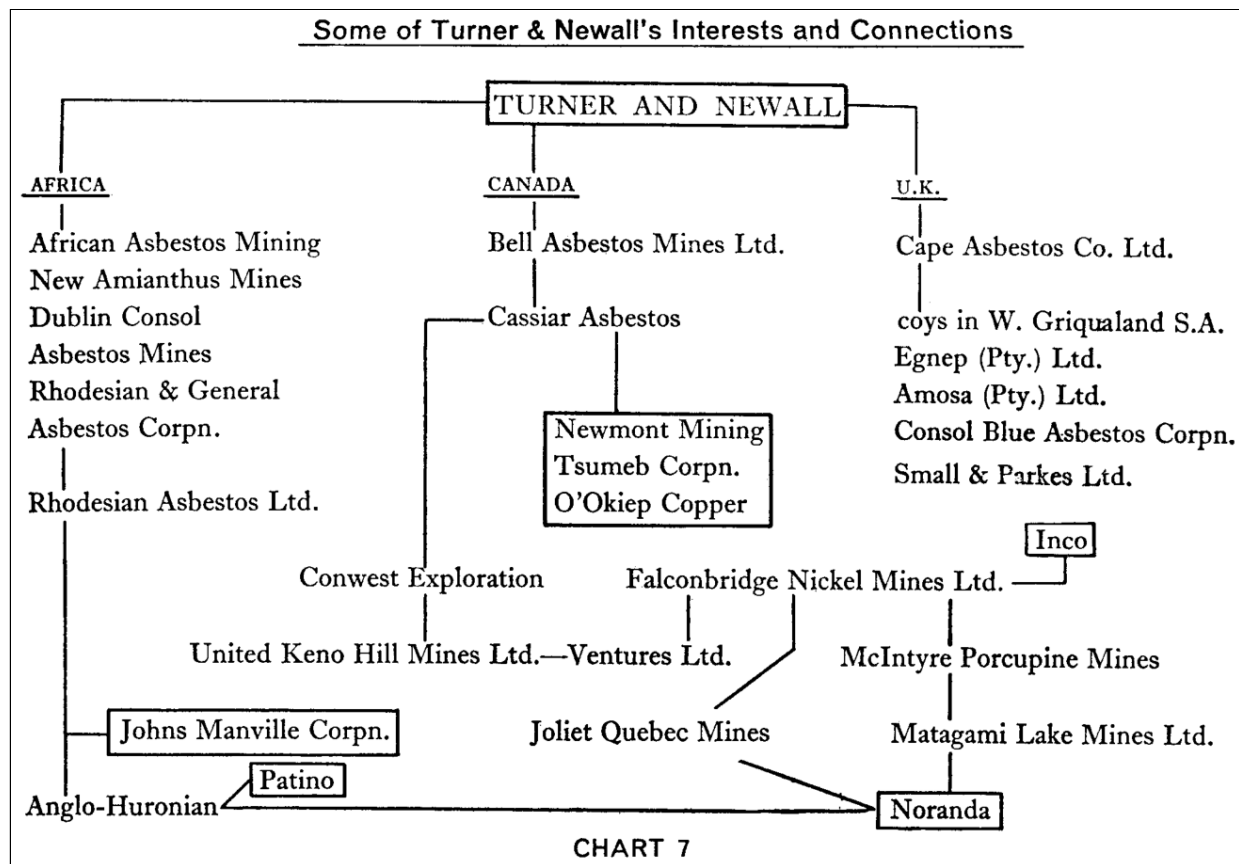 Some of Turner & Newall's Interests and Connections
TURNER AND NEWALL
AFRICA
African Asbestos Mining
New Amianthus Mines
Dublin Consol
Asbestos Mines
Rhodesian & General
Asbestos Corpn.
Rhodesian Asbestos Ltd.
CANADA
Bell Asbestos Mines Ltd.
Cassiar Asbestos
Newmont Mining
Tsumeb Corpn.
O'Okiep Copper
U.K.
Cape Asbestos Co. Ltd.
coys in W. Griqualand S.A.
Egnep (Pty.) Ltd.
Amosa (Pty.) Ltd.
Consol Blue Asbestos Corpn.
Small & Parkes Ltd.
Inco
Conwest Exploration
Falconbridge Nickel Mines Ltd.
United Keno Hill Mines Ltd.—Ventures Ltd.
McIntyre Porcupine Mines
Johns Manville Corpn.
Joliet Quebec Mines
Matagami Lake Mines Ltd.
Patino
Anglo-Huronian
Noranda
CHART 7